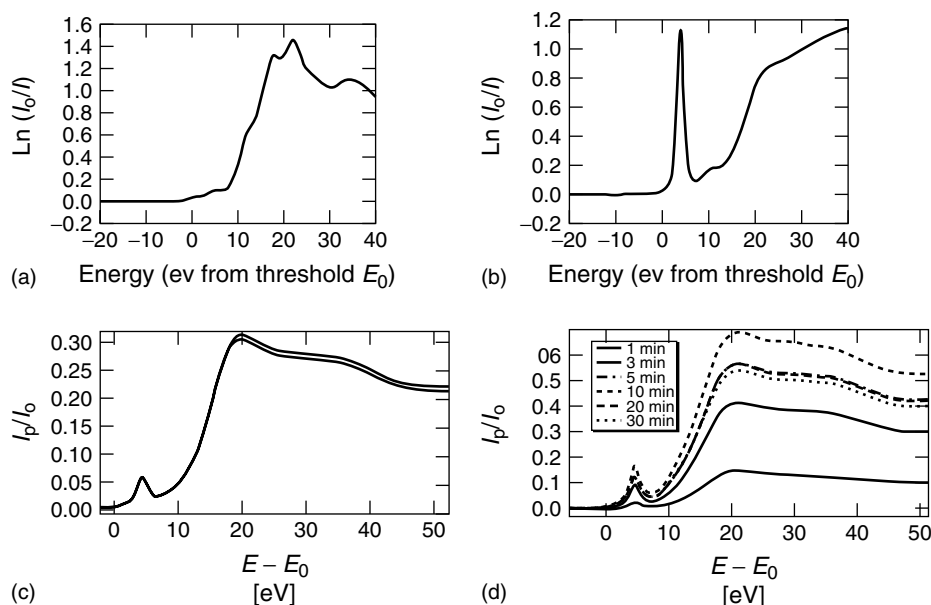 1.6
1.4
1.2
1.0
0.8
0.6
0.4
0.2
0.0
−0.2
Ln (Io/I)
−20 −10 0 10 20 30 40
(a) Energy (ev from threshold E0)
1.2
1.0
0.8
0.6
0.4
0.2
0.0
−0.2
Ln (Io/I)
−20 −10 0 10 20 30 40
(b) Energy (ev from threshold E0)
0.30
0.25
0.20
0.15
0.10
0.05
0.00
Ip/Io
0 10 20 30 40 50
E − E0
(c) [eV]
06
0.5
0.4
0.3
0.2
0.1
0.0
Ip/Io
1 min
3 min
5 min
10 min
20 min
30 min
0 10 20 30 40 50
E − E0
(d) [eV]